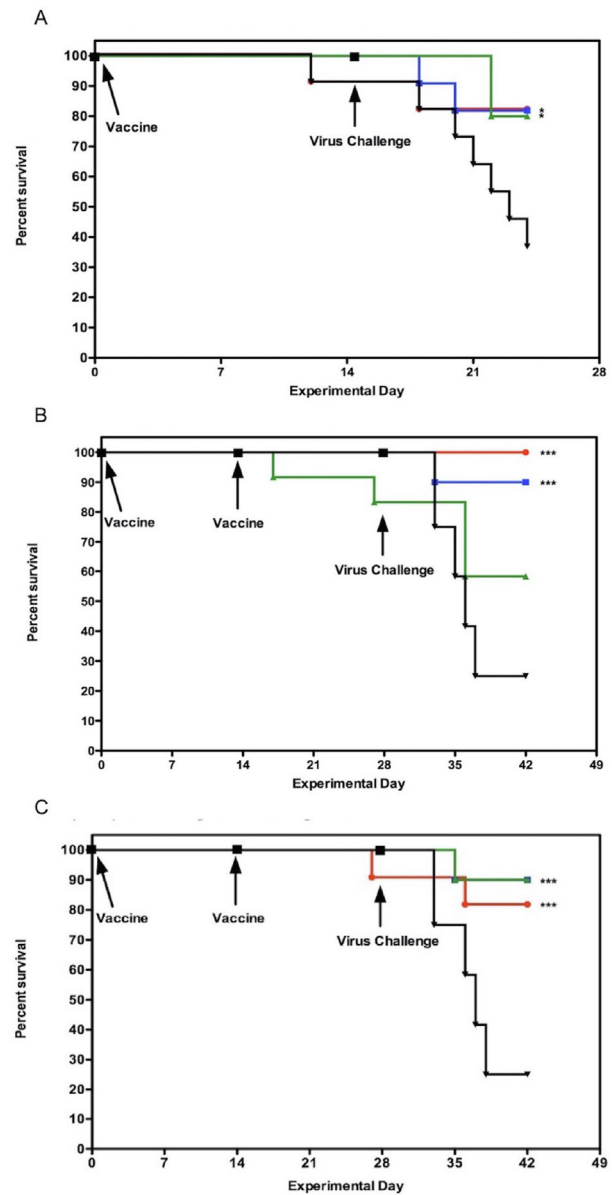 A
100
90
80
70
60
50
40
30
20
10
0
Percent survival
Vaccine
Virus Challenge
*
*
0 7 14 21 28
Experimental Day
B
100
90
80
70
60
50
40
30
20
10
0
Percent survival
Vaccine
Vaccine
Virus Challenge
***
***
0 7 14 21 28 35 42 49
Experimental Day
C
100
90
80
70
60
50
40
30
20
10
0
Percent survival
Vaccine
Vaccine
Virus Challenge
***
***
0 7 14 21 28 35 42 49
Experimental Day